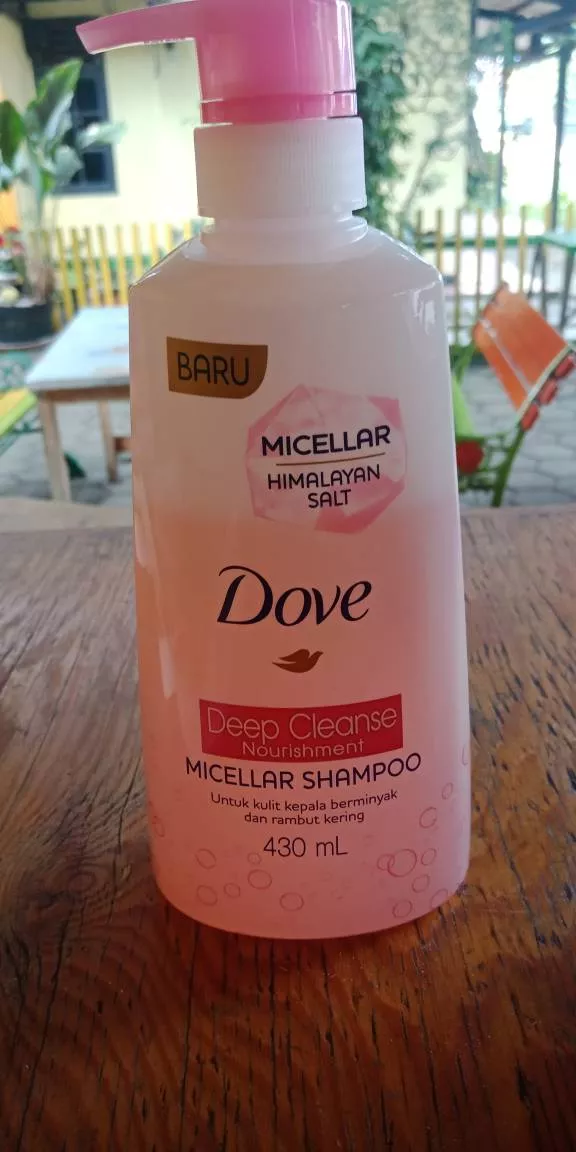 BARU
MICELLAR
HIMALAYAN
SALT
Dove
Deep Cleanse
Nourishment
MICELLAR SHAMPOO
Untuk kulit kepala berminyak
dan rambut kering
430 mL